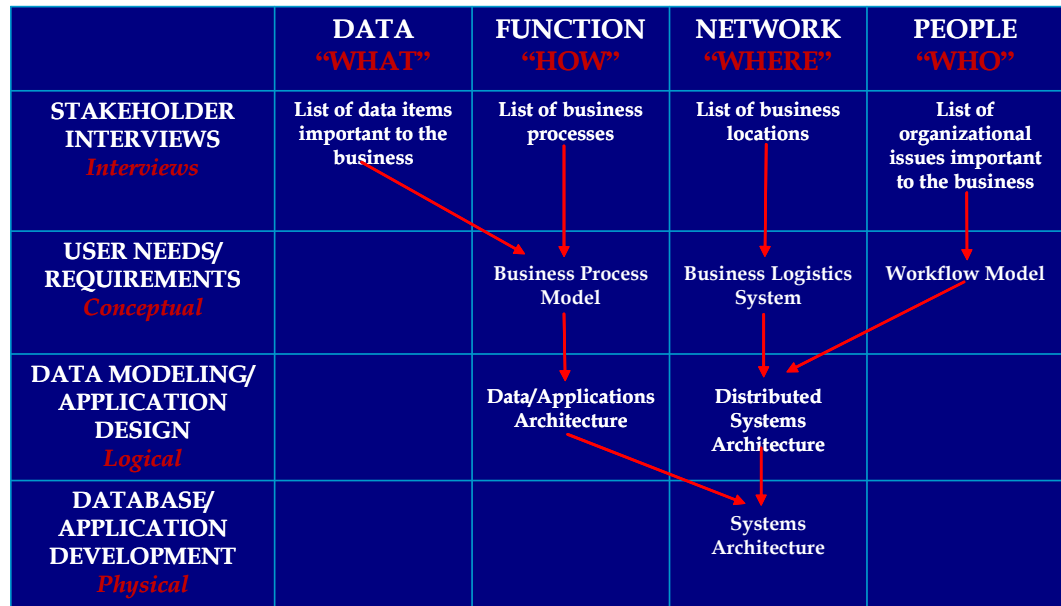 DATA
“WHAT”
FUNCTION
“HOW”
NETWORK
“WHERE”
PEOPLE
“WHO”
STAKEHOLDER
INTERVIEWS
Interviews
List of data items
important to the
business
List of business
processes
List of business
locations
List of
organizational
issues important
to the business
USER NEEDS/
REQUIREMENTS
Conceptual
Business Process
Model
Business Logistics
System
Workflow Model
DATA MODELING/
APPLICATION
DESIGN
Logical
Data/Applications
Architecture
Distributed
Systems
Architecture
DATABASE/
APPLICATION
DEVELOPMENT
Physical
Systems
Architecture